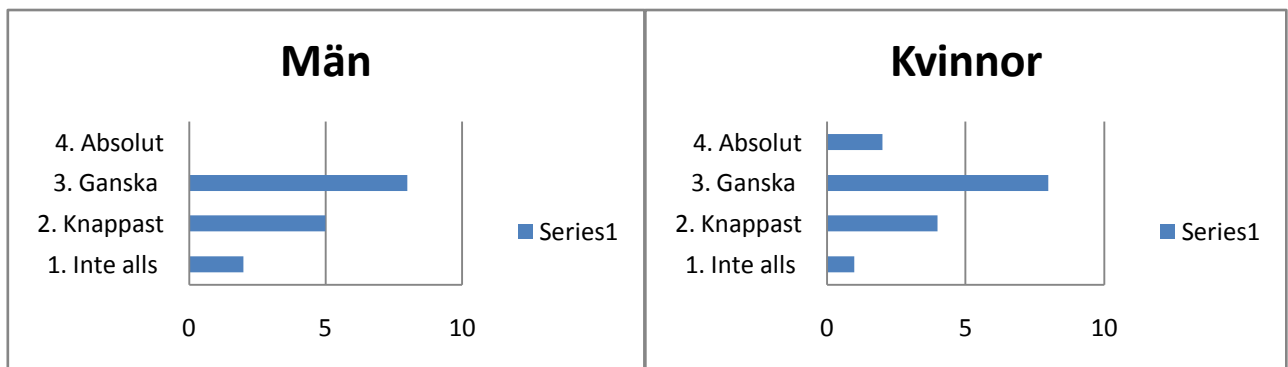 Män
4. Absolut
3. Ganska
2. Knappast
1. Inte alls
Series1
0 5 10
Kvinnor
4. Absolut
3. Ganska
2. Knappast
1. Inte alls
Series1
0 5 10